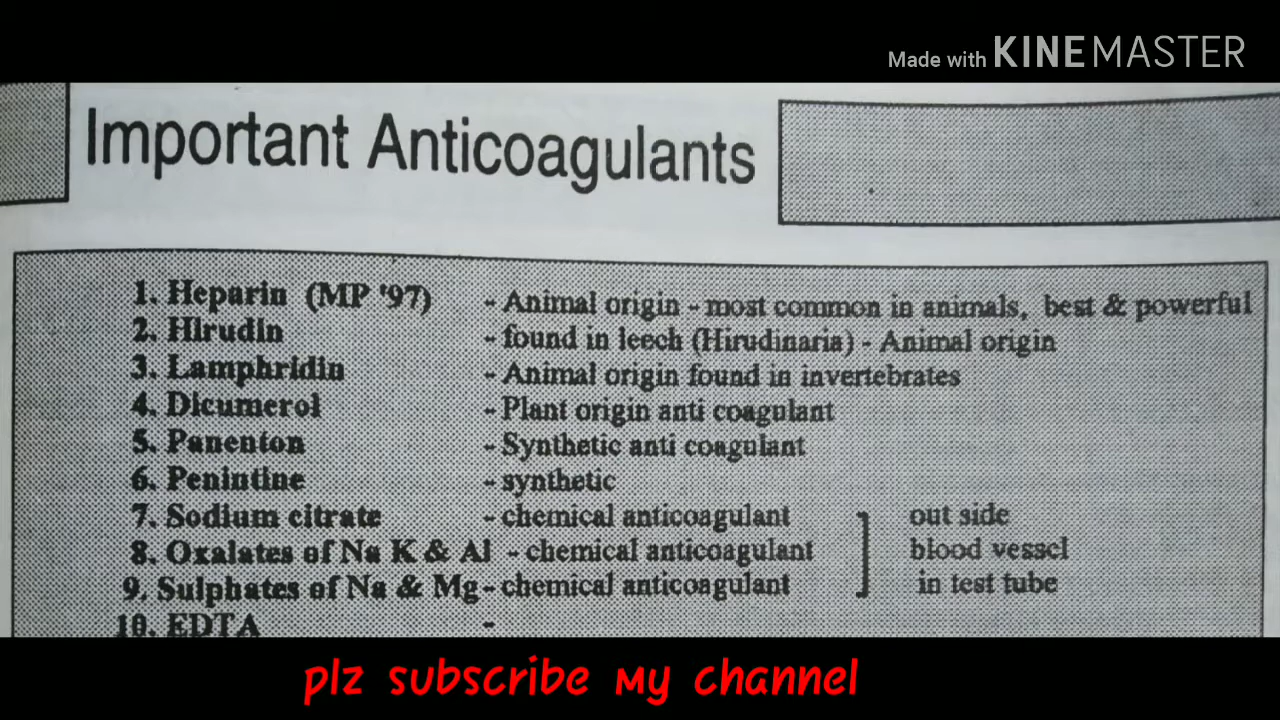 Made with KINEMASTER
Important Anticoagulants
1. Heparin (MP '97) - Animal origin - most common in animals, best & powerful
2. Hirudin - found in leech (Hirudinaria) - Animal origin
3. Lamphridin - Animal origin found in invertebrates
4. Dicumerol - Plant origin anti coagulant
5. Panenton - Synthetic anti coagulant
6. Penintine - synthetic
7. Sodium citrate - chemical anticoagulant ] out side
8. Oxalates of Na K & Al - chemical anticoagulant ] blood vessel
9. Sulphates of Na & Mg - chemical anticoagulant ] in test tube
10. EDTA -
plz subscribe My channel